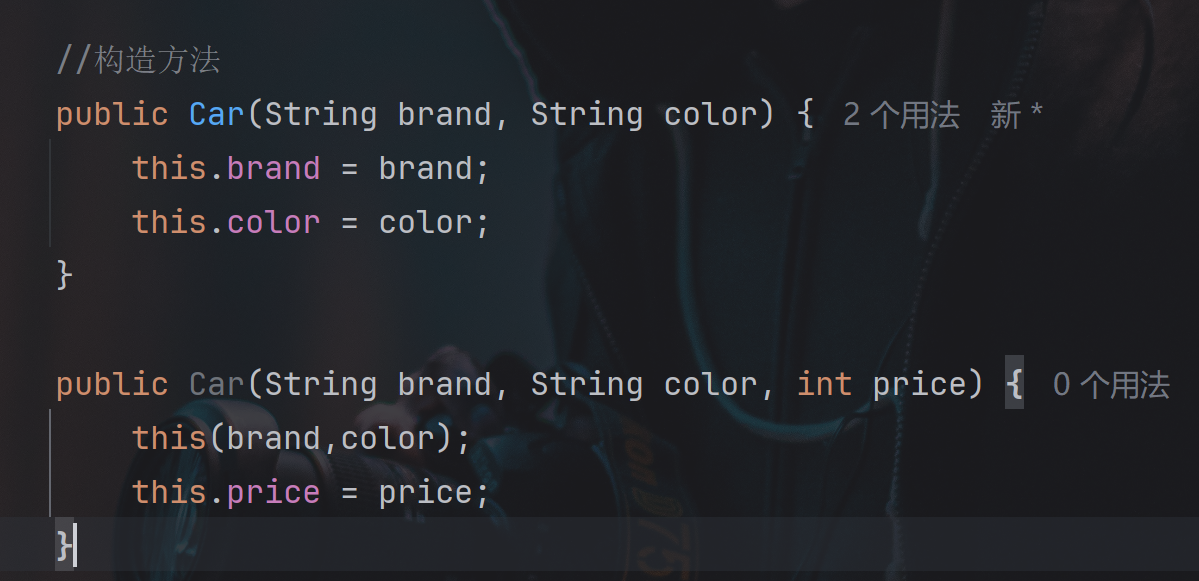 //构造方法
public Car(String brand, String color) { 2 个用法 新 *
this.brand = brand;
this.color = color;
}
public Car(String brand, String color, int price) { 0 个用法
this(brand,color);
this.price = price;
}